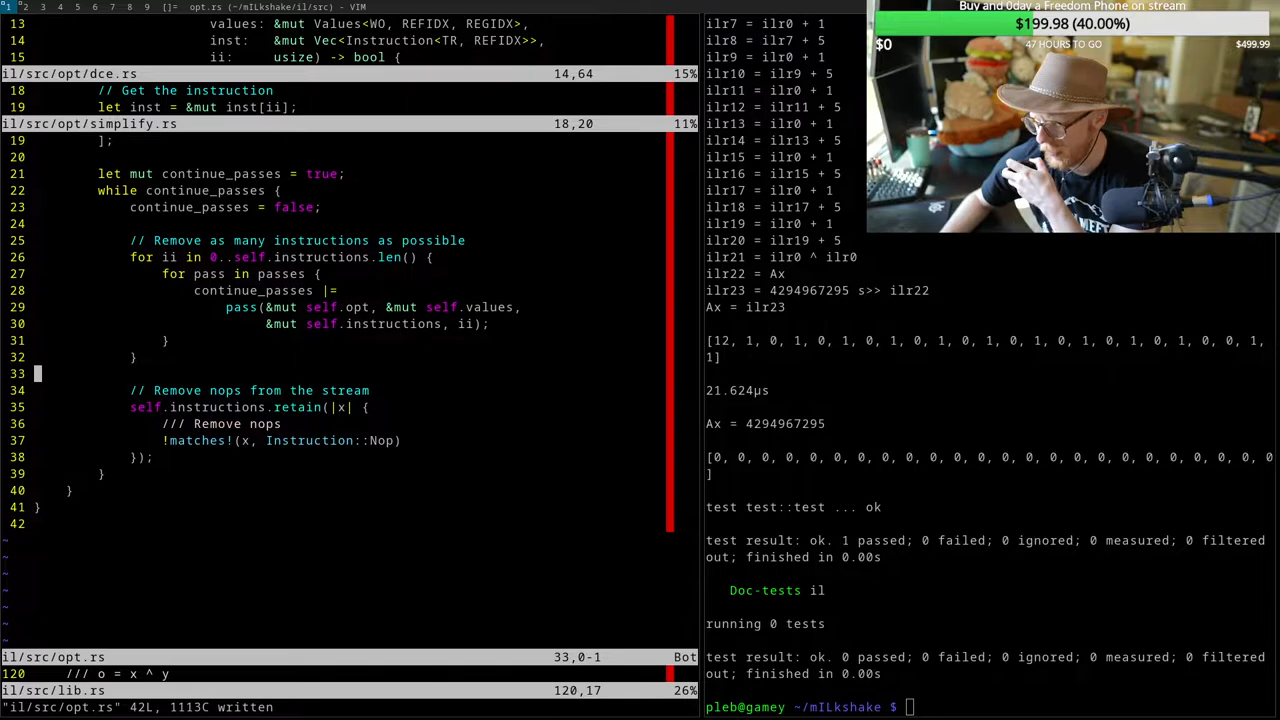 1 2 3 4 5 6 7 8 9 []= opt.rs (~/mILkshake/il/src) - VIM
13 values: &mut Values<WO, REFIDX, REGIDX>,
14 inst: &mut Vec<Instruction<TR, REFIDX>>,
15 ii: usize) -> bool {
il/src/opt/dce.rs 14,64 15%
18 // Get the instruction
19 let inst = &mut inst[ii];
il/src/opt/simplify.rs 18,20 11%
19 ];
20
21 let mut continue_passes = true;
22 while continue_passes {
23 continue_passes = false;
24
25 // Remove as many instructions as possible
26 for ii in 0..self.instructions.len() {
27 for pass in passes {
28 continue_passes |=
29 pass(&mut self.opt, &mut self.values,
30 &mut self.instructions, ii);
31 }
32 }
33
34 // Remove nops from the stream
35 self.instructions.retain(|x| {
36 /// Remove nops
37 !matches!(x, Instruction::Nop)
38 });
39 }
40 }
41 }
42
~
~
~
~
~
~
~
il/src/opt.rs 33,0-1 Bot
120 /// o = x ^ y
il/src/lib.rs 120,17 26%
"il/src/opt.rs" 42L, 1113C written
ilr7 = ilr0 + 1
ilr8 = ilr7 + 5
ilr9 = ilr0 + 1
ilr10 = ilr9 + 5
ilr11 = ilr0 + 1
ilr12 = ilr11 + 5
ilr13 = ilr0 + 1
ilr14 = ilr13 + 5
ilr15 = ilr0 + 1
ilr16 = ilr15 + 5
ilr17 = ilr0 + 1
ilr18 = ilr17 + 5
ilr19 = ilr0 + 1
ilr20 = ilr19 + 5
ilr21 = ilr0 ^ ilr0
ilr22 = Ax
ilr23 = 4294967295 s>> ilr22
Ax = ilr23
[12, 1, 0, 1, 0, 1, 0, 1, 0, 1, 0, 1, 0, 1, 0, 1, 0, 1, 0, 0, 1,
1]
21.624µs
Ax = 4294967295
[0, 0, 0, 0, 0, 0, 0, 0, 0, 0, 0, 0, 0, 0, 0, 0, 0, 0, 0, 0, 0, 0
]
test test::test ... ok
test result: ok. 1 passed; 0 failed; 0 ignored; 0 measured; 0 filtered
out; finished in 0.00s
Doc-tests il
running 0 tests
test result: ok. 0 passed; 0 failed; 0 ignored; 0 measured; 0 filtered
out; finished in 0.00s
pleb@gamey ~/mILkshake $
Buy and 0day a Freedom Phone on stream
$199.98 (40.00%)
$0 47 HOURS TO GO $499.99